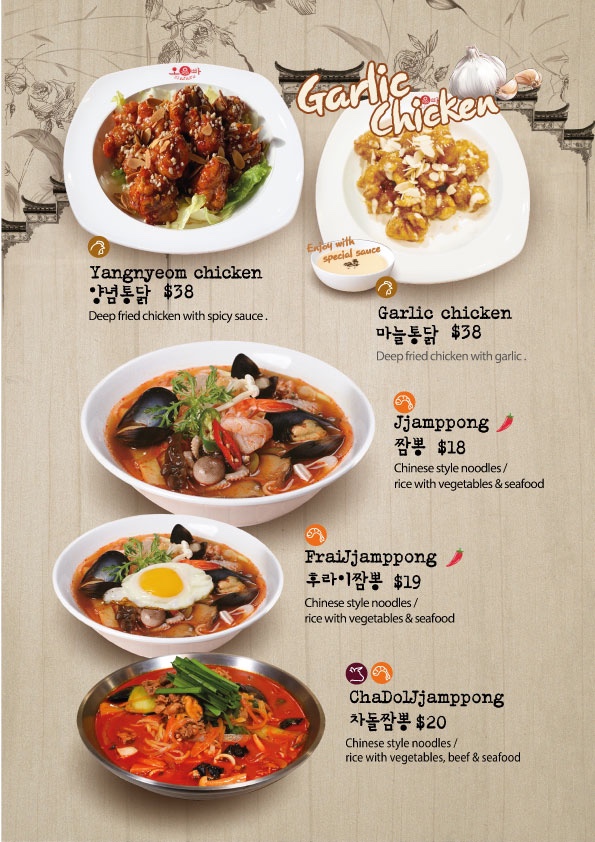 오빠
Garlic
Chicken
Enjoy with
special sauce
Yangnyeom chicken
양념통닭 $38
Deep fried chicken with spicy sauce .
Garlic chicken
마늘통닭 $38
Deep fried chicken with garlic .
Jjamppong
짬뽕 $18
Chinese style noodles /
rice with vegetables & seafood
FraiJjamppong
후라이짬뽕 $19
Chinese style noodles /
rice with vegetables & seafood
ChaDolJjamppong
차돌짬뽕 $20
Chinese style noodles /
rice with vegetables, beef & seafood